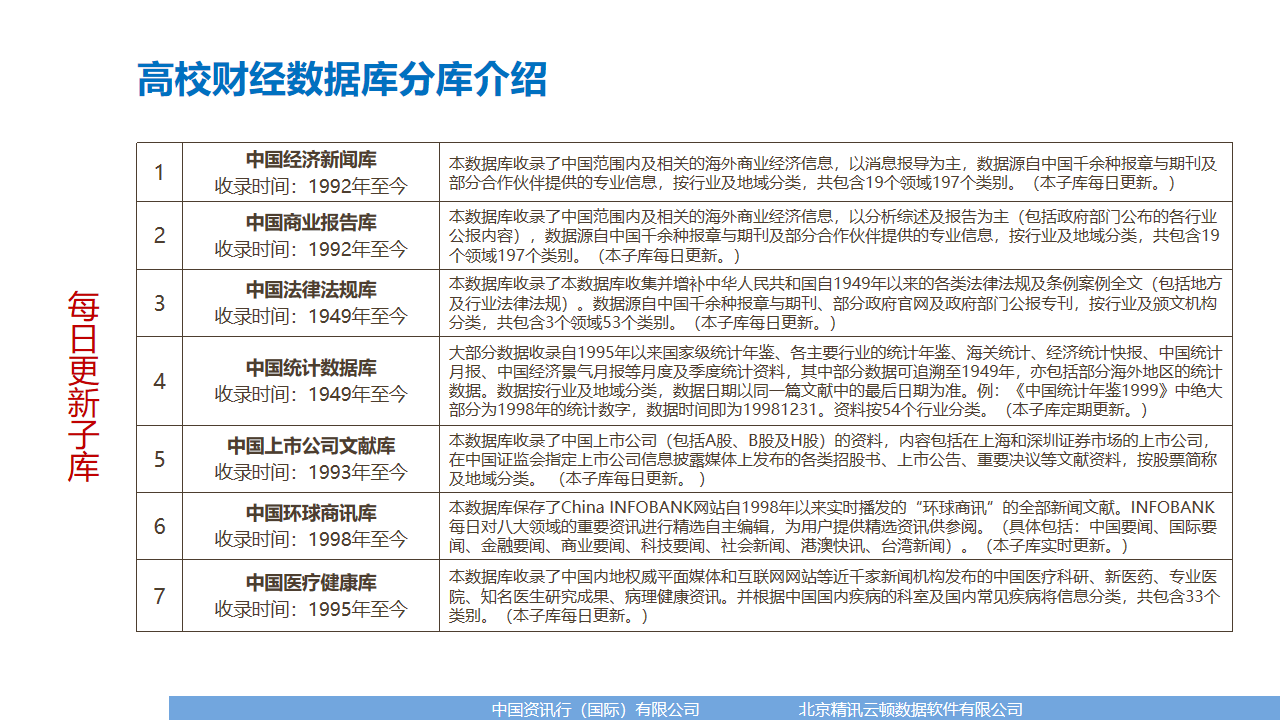 高校财经数据库分库介绍
每日更新子库
1
中国经济新闻库
收录时间：1992年至今
本数据库收录了中国范围内及相关的海外商业经济信息，以消息报导为主，数据源自中国千余种报章与期刊及
部分合作伙伴提供的专业信息，按行业及地域分类，共包含19个领域197个类别。（本子库每日更新。）
2
中国商业报告库
收录时间：1992年至今
本数据库收录了中国范围内及相关的海外商业经济信息，以分析综述及报告为主（包括政府部门公布的各行业
公报内容），数据源自中国千余种报章与期刊及部分合作伙伴提供的专业信息，按行业及地域分类，共包含19
个领域197个类别。（本子库每日更新。）
3
中国法律法规库
收录时间：1949年至今
本数据库收录了本数据库收集并增补中华人民共和国自1949年以来的各类法律法规及条例案例全文（包括地方
及行业法律法规）。数据源自中国千余种报章与期刊、部分政府官网及政府部门公报专刊，按行业及颁文机构
分类，共包含3个领域53个类别。（本子库每日更新。）
4
中国统计数据库
收录时间：1949年至今
大部分数据收录自1995年以来国家级统计年鉴、各主要行业的统计年鉴、海关统计、经济统计快报、中国统计
月报、中国经济景气月报等月度及季度统计资料，其中部分数据可追溯至1949年，亦包括部分海外地区的统计
数据。数据按行业及地域分类，数据日期以同一篇文献中的最后日期为准。例：《中国统计年鉴1999》中绝大
部分为1998年的统计数字，数据时间即为19981231。资料按54个行业分类。（本子库定期更新。）
5
中国上市公司文献库
收录时间：1993年至今
本数据库收录了中国上市公司（包括A股、B股及H股）的资料，内容包括在上海和深圳证券市场的上市公司，
在中国证监会指定上市公司信息披露媒体上发布的各类招股书、上市公告、重要决议等文献资料，按股票简称
及地域分类。 （本子库每日更新。 ）
6
中国环球商讯库
收录时间：1998年至今
本数据库保存了China INFOBANK网站自1998年以来实时播发的“环球商讯”的全部新闻文献。INFOBANK
每日对八大领域的重要资讯进行精选自主编辑，为用户提供精选资讯供参阅。（具体包括：中国要闻、国际要
闻、金融要闻、商业要闻、科技要闻、社会新闻、港澳快讯、台湾新闻）。（本子库实时更新。）
7
中国医疗健康库
收录时间：1995年至今
本数据库收录了中国内地权威平面媒体和互联网网站等近千家新闻机构发布的中国医疗科研、新医药、专业医
院、知名医生研究成果、病理健康资讯。并根据中国国内疾病的科室及国内常见疾病将信息分类，共包含33个
类别。（本子库每日更新。）
中国资讯行（国际）有限公司 北京精讯云顿数据软件有限公司